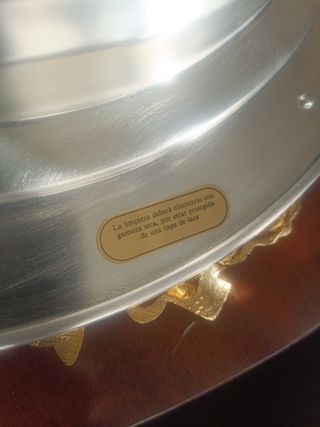 La limpieza deberá efectuarse con
gamuza seca, por estar protegida
de una capa de laca